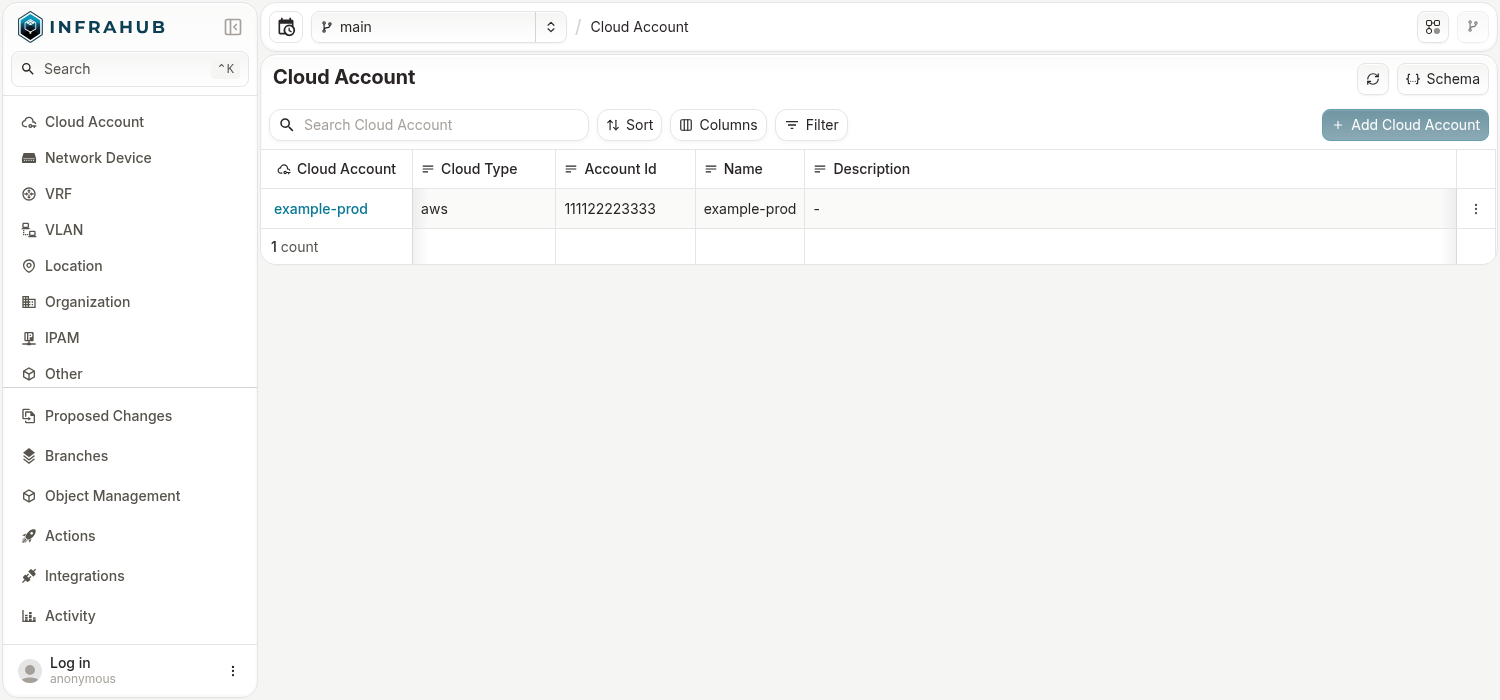 INFRAHUB
Search
⌃K
Cloud Account
Network Device
VRF
VLAN
Location
Organization
IPAM
Other
Proposed Changes
Branches
Object Management
Actions
Integrations
Activity
Log in
anonymous
main
/ Cloud Account
Cloud Account
Schema
Search Cloud Account
Sort
Columns
Filter
+ Add Cloud Account
Cloud Account Cloud Type Account Id Name Description
example-prod aws 111122223333 example-prod -
1 count